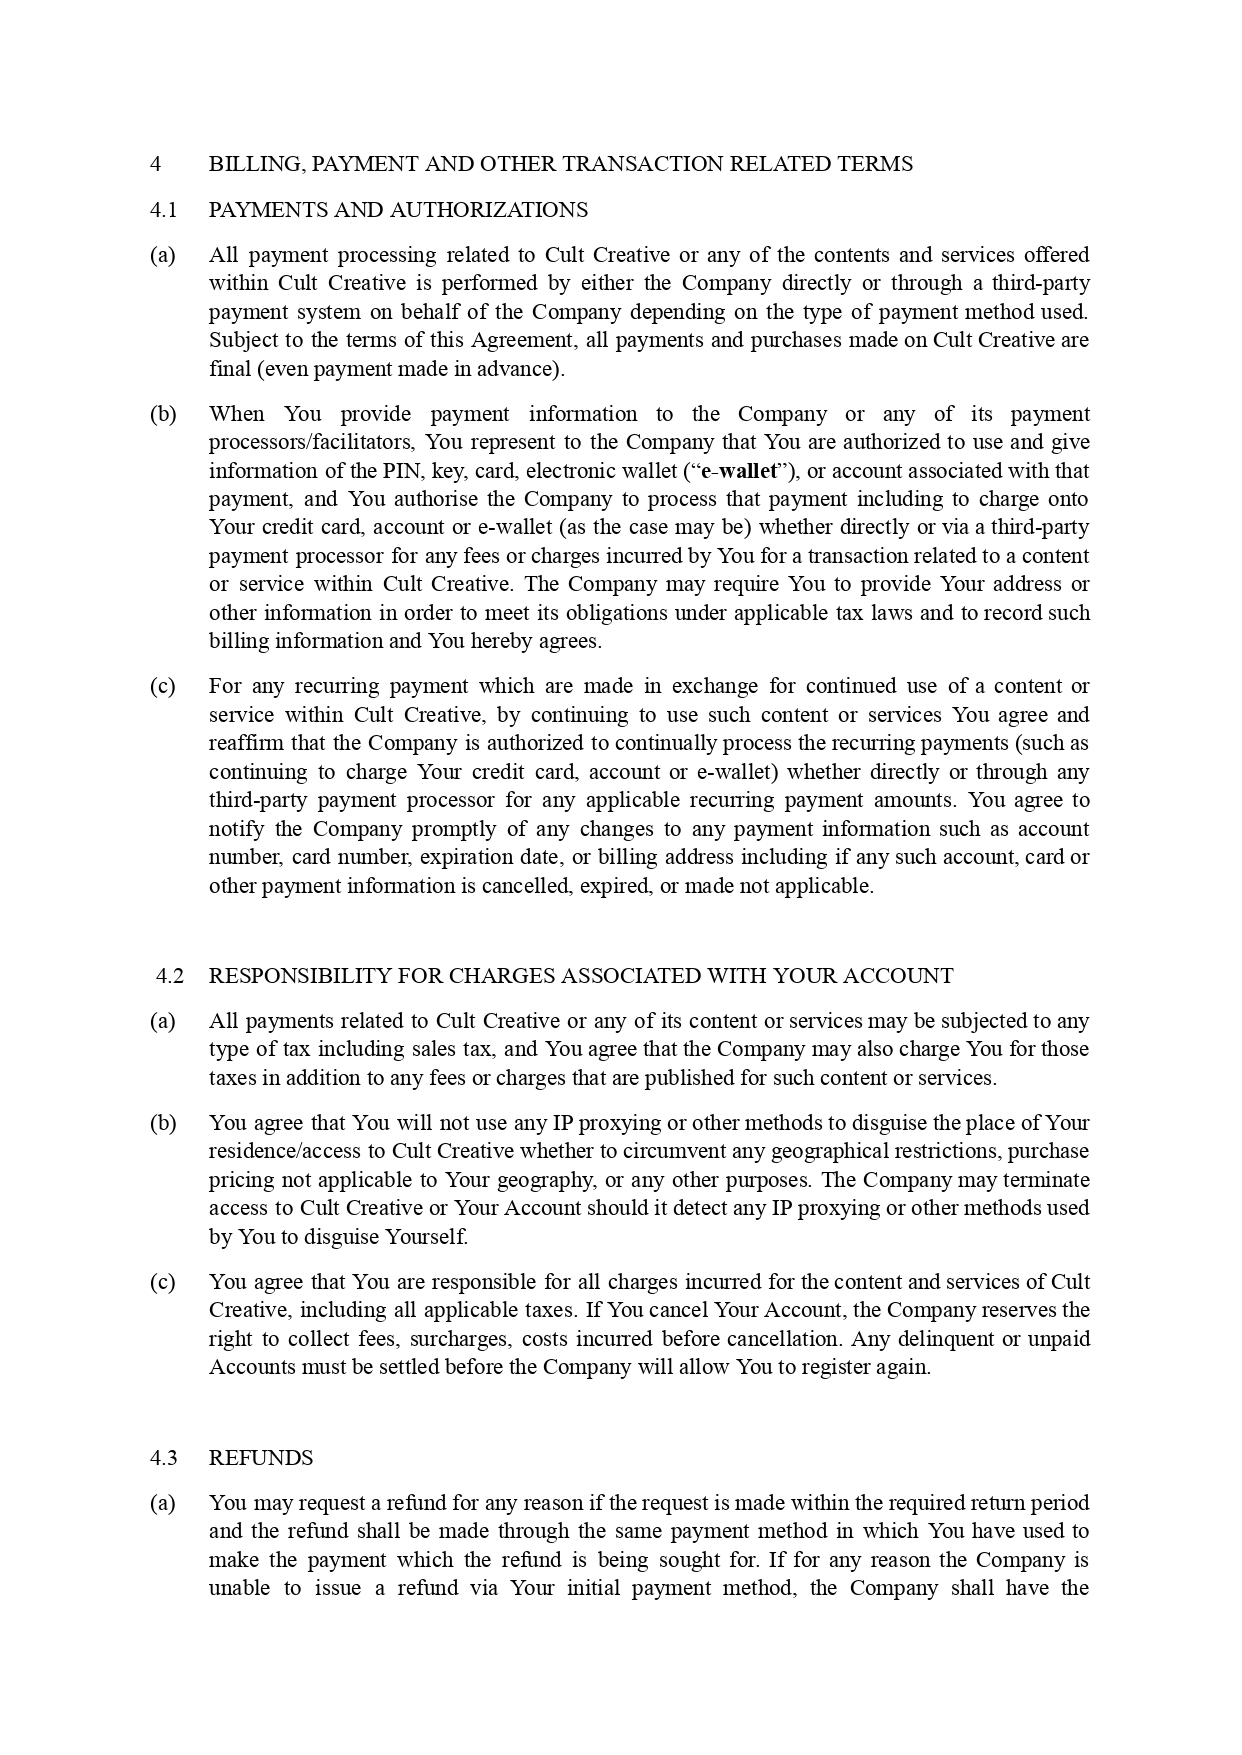 4 BILLING, PAYMENT AND OTHER TRANSACTION RELATED TERMS
4.1 PAYMENTS AND AUTHORIZATIONS
(a) All payment processing related to Cult Creative or any of the contents and services offered
within Cult Creative is performed by either the Company directly or through a third-party
payment system on behalf of the Company depending on the type of payment method used.
Subject to the terms of this Agreement, all payments and purchases made on Cult Creative are
final (even payment made in advance).
(b) When You provide payment information to the Company or any of its payment
processors/facilitators, You represent to the Company that You are authorized to use and give
information of the PIN, key, card, electronic wallet (“e-wallet”), or account associated with that
payment, and You authorise the Company to process that payment including to charge onto
Your credit card, account or e-wallet (as the case may be) whether directly or via a third-party
payment processor for any fees or charges incurred by You for a transaction related to a content
or service within Cult Creative. The Company may require You to provide Your address or
other information in order to meet its obligations under applicable tax laws and to record such
billing information and You hereby agrees.
(c) For any recurring payment which are made in exchange for continued use of a content or
service within Cult Creative, by continuing to use such content or services You agree and
reaffirm that the Company is authorized to continually process the recurring payments (such as
continuing to charge Your credit card, account or e-wallet) whether directly or through any
third-party payment processor for any applicable recurring payment amounts. You agree to
notify the Company promptly of any changes to any payment information such as account
number, card number, expiration date, or billing address including if any such account, card or
other payment information is cancelled, expired, or made not applicable.
4.2 RESPONSIBILITY FOR CHARGES ASSOCIATED WITH YOUR ACCOUNT
(a) All payments related to Cult Creative or any of its content or services may be subjected to any
type of tax including sales tax, and You agree that the Company may also charge You for those
taxes in addition to any fees or charges that are published for such content or services.
(b) You agree that You will not use any IP proxying or other methods to disguise the place of Your
residence/access to Cult Creative whether to circumvent any geographical restrictions, purchase
pricing not applicable to Your geography, or any other purposes. The Company may terminate
access to Cult Creative or Your Account should it detect any IP proxying or other methods used
by You to disguise Yourself.
(c) You agree that You are responsible for all charges incurred for the content and services of Cult
Creative, including all applicable taxes. If You cancel Your Account, the Company reserves the
right to collect fees, surcharges, costs incurred before cancellation. Any delinquent or unpaid
Accounts must be settled before the Company will allow You to register again.
4.3 REFUNDS
(a) You may request a refund for any reason if the request is made within the required return period
and the refund shall be made through the same payment method in which You have used to
make the payment which the refund is being sought for. If for any reason the Company is
unable to issue a refund via Your initial payment method, the Company shall have the